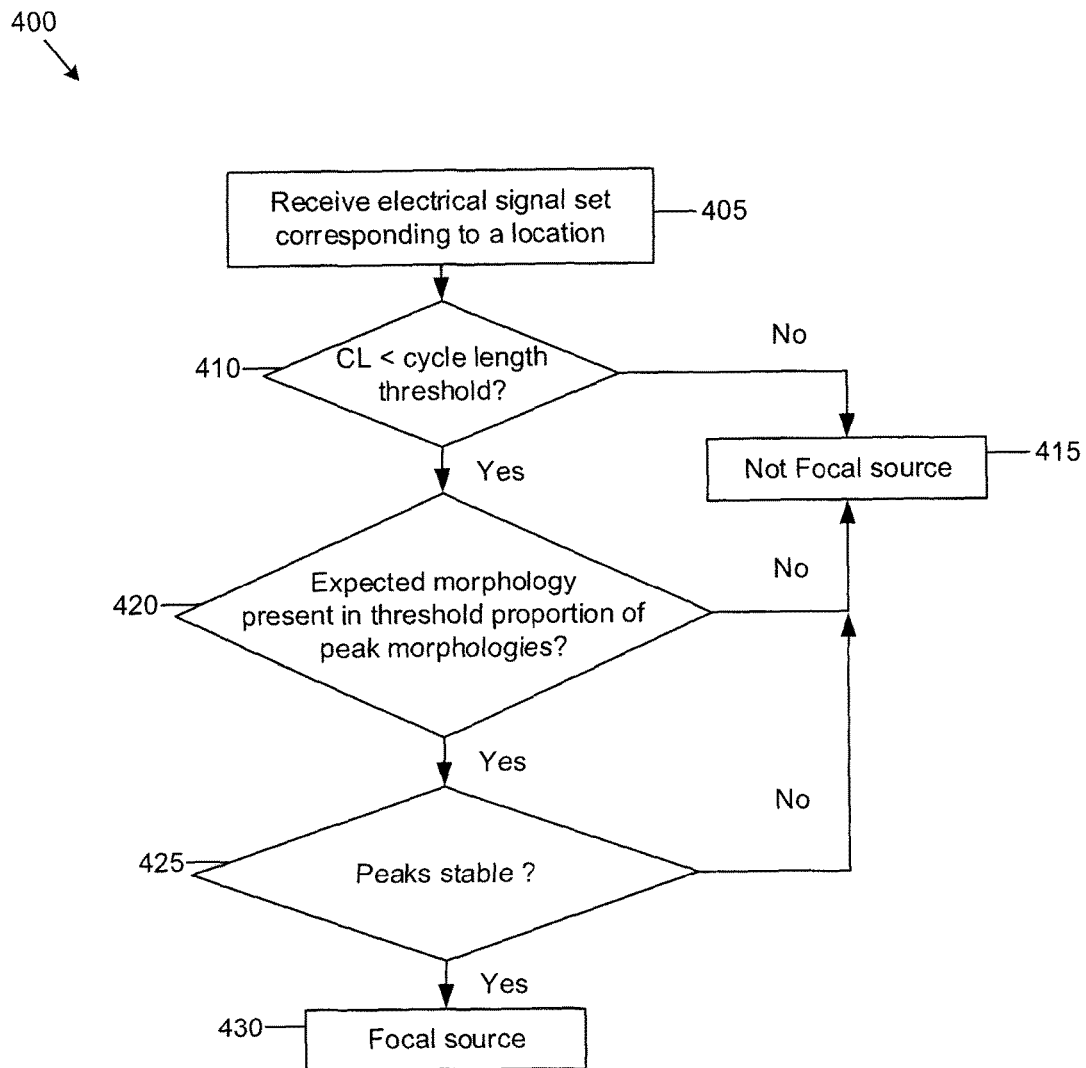 400
Receive electrical signal set
corresponding to a location
405
410
CL < cycle length
threshold?
No
Yes
Not Focal source
415
420
Expected morphology
present in threshold proportion of
peak morphologies?
No
Yes
425
Peaks stable ?
No
Yes
430
Focal source